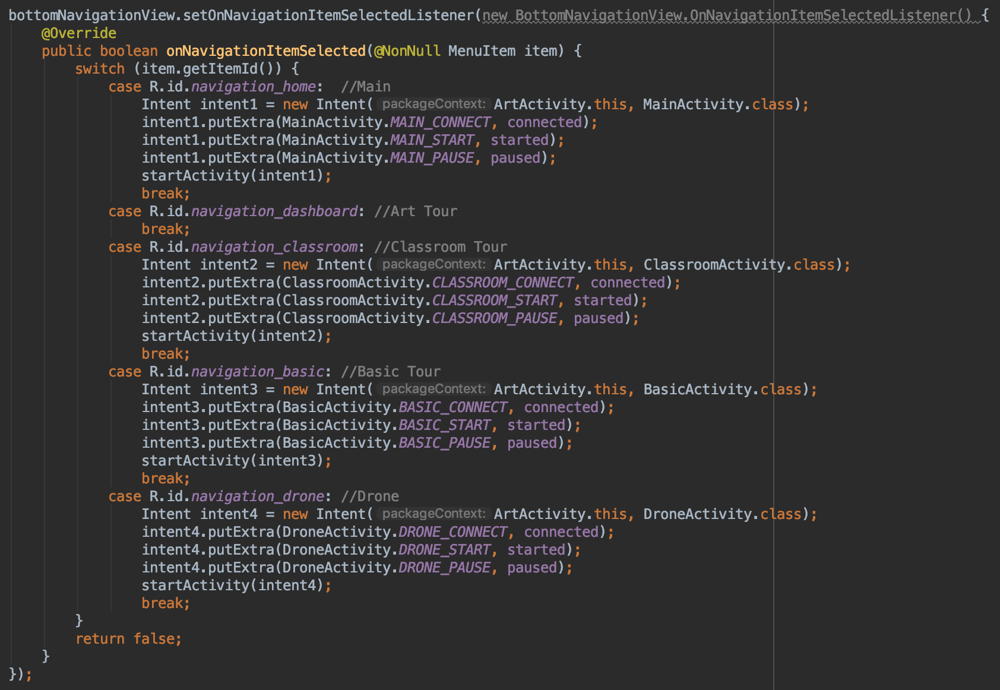 bottomNavigationView.setOnNavigationItemSelectedListener(new BottomNavigationView.OnNavigationItemSelectedListener() {
@Override
public boolean onNavigationItemSelected(@NonNull MenuItem item) {
switch (item.getItemId()) {
case R.id.navigation_home:  //Main
Intent intent1 = new Intent( packageContext: ArtActivity.this, MainActivity.class);
intent1.putExtra(MainActivity.MAIN_CONNECT, connected);
intent1.putExtra(MainActivity.MAIN_START, started);
intent1.putExtra(MainActivity.MAIN_PAUSE, paused);
startActivity(intent1);
break;
case R.id.navigation_dashboard: //Art Tour
break;
case R.id.navigation_classroom: //Classroom Tour
Intent intent2 = new Intent( packageContext: ArtActivity.this, ClassroomActivity.class);
intent2.putExtra(ClassroomActivity.CLASSROOM_CONNECT, connected);
intent2.putExtra(ClassroomActivity.CLASSROOM_START, started);
intent2.putExtra(ClassroomActivity.CLASSROOM_PAUSE, paused);
startActivity(intent2);
break;
case R.id.navigation_basic: //Basic Tour
Intent intent3 = new Intent( packageContext: ArtActivity.this, BasicActivity.class);
intent3.putExtra(BasicActivity.BASIC_CONNECT, connected);
intent3.putExtra(BasicActivity.BASIC_START, started);
intent3.putExtra(BasicActivity.BASIC_PAUSE, paused);
startActivity(intent3);
break;
case R.id.navigation_drone: //Drone
Intent intent4 = new Intent( packageContext: ArtActivity.this, DroneActivity.class);
intent4.putExtra(DroneActivity.DRONE_CONNECT, connected);
intent4.putExtra(DroneActivity.DRONE_START, started);
intent4.putExtra(DroneActivity.DRONE_PAUSE, paused);
startActivity(intent4);
break;
}
return false;
}
});